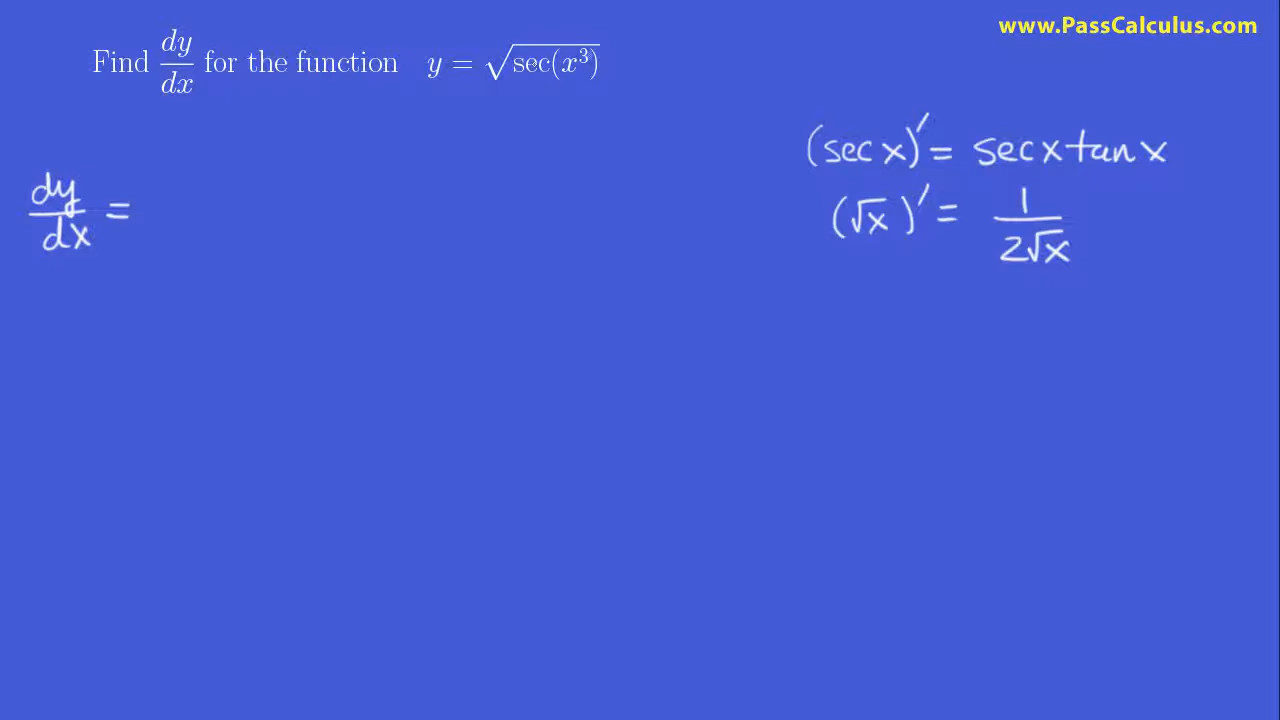 www.PassCalculus.com
Find dy/dx for the function y = √sec(x³)
(sec x)′ = sec x tan x
dy/dx =
(√x)′ = 1/2√x